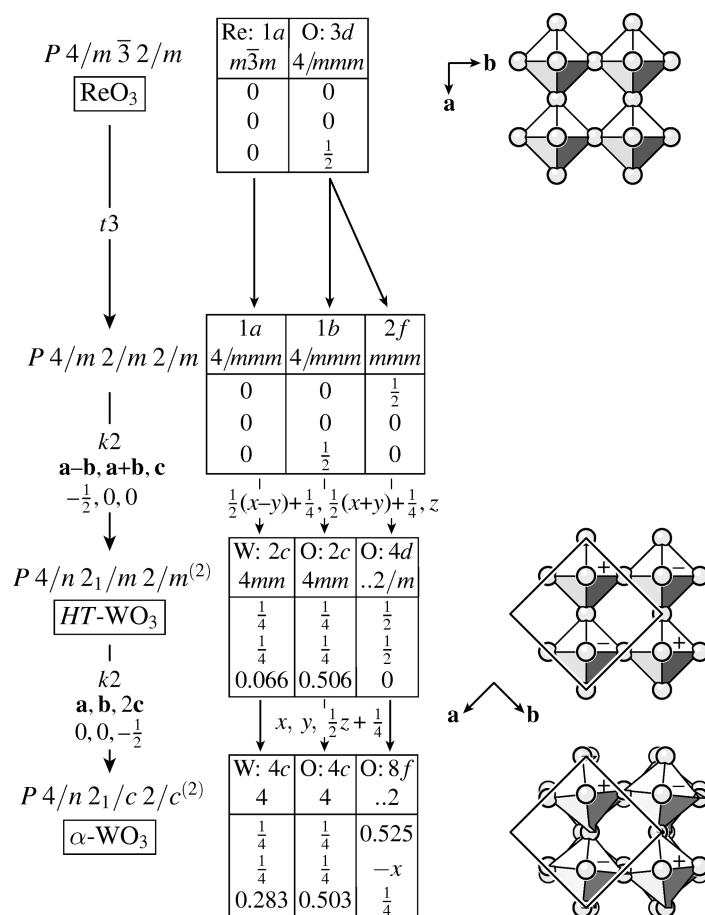 P 4/m 3̅ 2/m
ReO₃
Re: 1a O: 3d
m3̅m 4/mmm
0 0
0 0
0 ½
b
a
t3
P 4/m 2/m 2/m
1a 1b 2f
4/mmm 4/mmm mmm
0 0 ½
0 0 0
0 ½ 0
k2
a–b, a+b, c
−½, 0, 0
½(x−y)+¼, ½(x+y)+¼, z
P 4/n 2₁/m 2/m⁽²⁾
HT-WO₃
W: 2c O: 2c O: 4d
4mm 4mm ..2/m
¼ ¼ ½
¼ ¼ ½
0.066 0.506 0
+ −
− +
k2
a, b, 2c
0, 0, −½
x, y, ½z + ¼
a b
P 4/n 2₁/c 2/c⁽²⁾
α-WO₃
W: 4c O: 4c O: 8f
4 4 ..2
¼ ¼ 0.525
¼ ¼ −x
0.283 0.503 ¼
+ −
− +